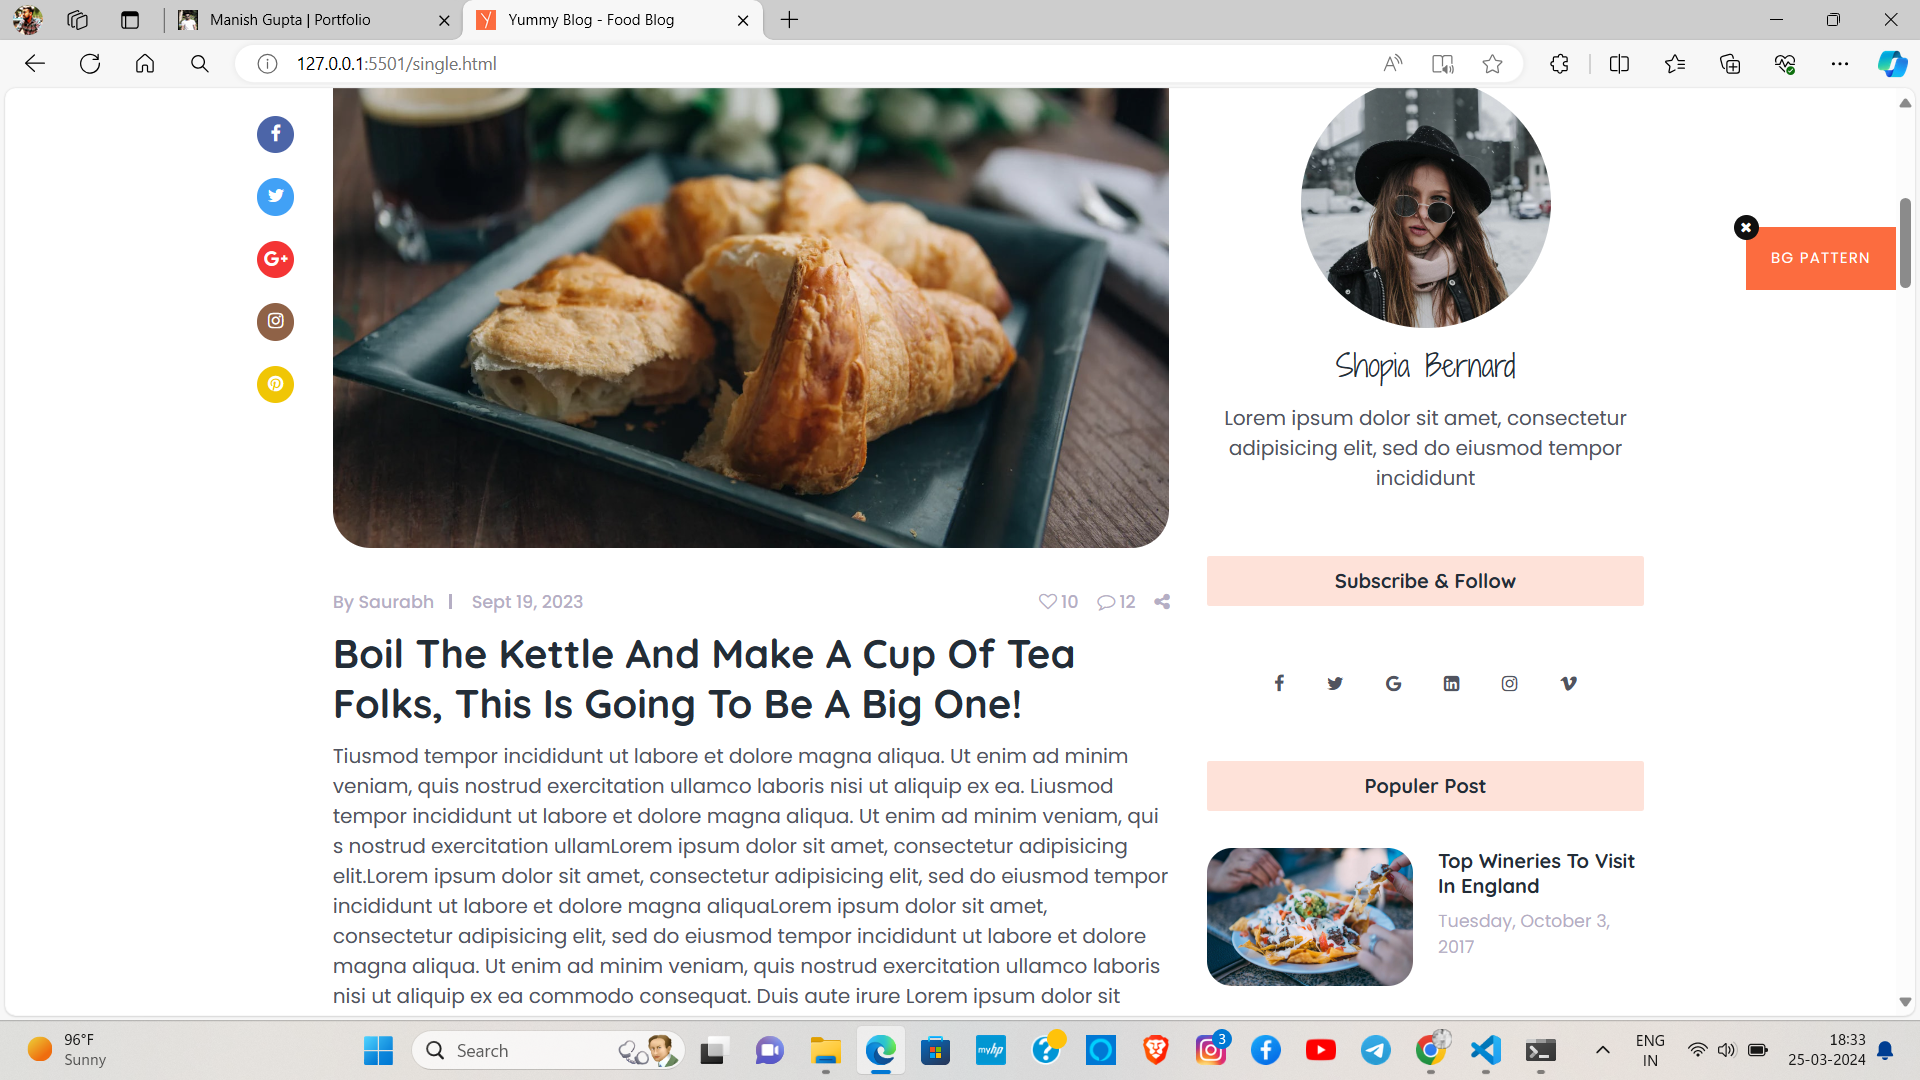 Manish Gupta | Portfolio
Yummy Blog - Food Blog
127.0.0.1:5501/single.html
BG PATTERN
Shopia Bernard
Lorem ipsum dolor sit amet, consectetur
adipisicing elit, sed do eiusmod tempor
incididunt
Subscribe & Follow
By Saurabh | Sept 19, 2023
10
12
Boil The Kettle And Make A Cup Of Tea
Folks, This Is Going To Be A Big One!
Tiusmod tempor incididunt ut labore et dolore magna aliqua. Ut enim ad minim
veniam, quis nostrud exercitation ullamco laboris nisi ut aliquip ex ea. Liusmod
tempor incididunt ut labore et dolore magna aliqua. Ut enim ad minim veniam, qui
s nostrud exercitation ullamLorem ipsum dolor sit amet, consectetur adipisicing
elit.Lorem ipsum dolor sit amet, consectetur adipisicing elit, sed do eiusmod tempor
incididunt ut labore et dolore magna aliquaLorem ipsum dolor sit amet,
consectetur adipisicing elit, sed do eiusmod tempor incididunt ut labore et dolore
magna aliqua. Ut enim ad minim veniam, quis nostrud exercitation ullamco laboris
nisi ut aliquip ex ea commodo consequat. Duis aute irure Lorem ipsum dolor sit
Populer Post
Top Wineries To Visit
In England
Tuesday, October 3,
2017
96°F
Sunny
Search
myhp
3
ENG
IN
18:33
25-03-2024